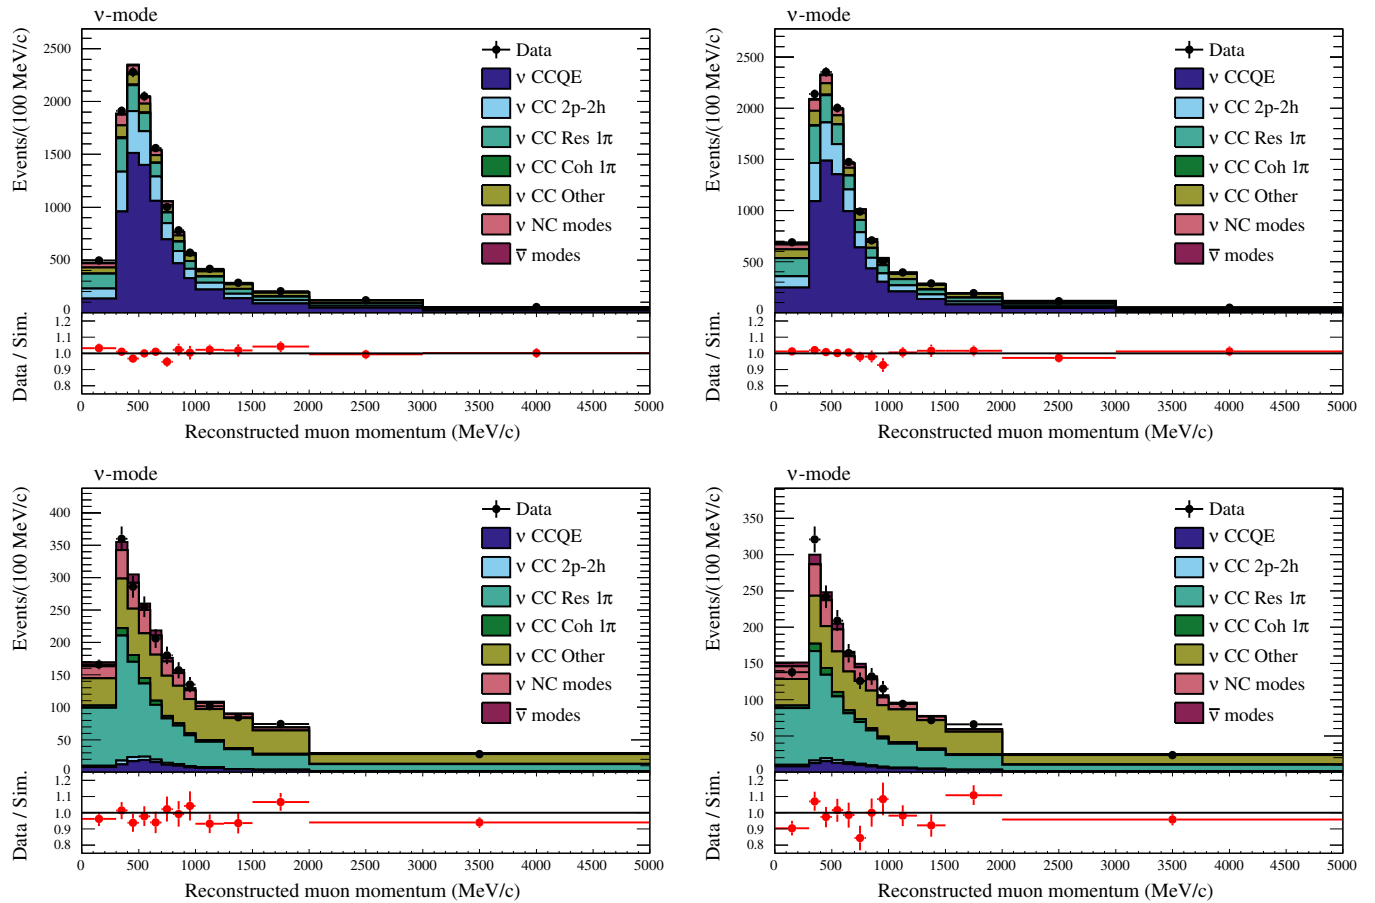 ν-mode
Events/(100 MeV/c)
2500
2000
1500
1000
500
0
Data
ν CCQE
ν CC 2p-2h
ν CC Res 1π
ν CC Coh 1π
ν CC Other
ν NC modes
ν̅ modes
Data / Sim.
1.2
1.1
1.0
0.9
0.8
0 500 1000 1500 2000 2500 3000 3500 4000 4500 5000
Reconstructed muon momentum (MeV/c)
ν-mode
Events/(100 MeV/c)
2500
2000
1500
1000
500
0
Data
ν CCQE
ν CC 2p-2h
ν CC Res 1π
ν CC Coh 1π
ν CC Other
ν NC modes
ν̅ modes
Data / Sim.
1.2
1.1
1.0
0.9
0.8
0 500 1000 1500 2000 2500 3000 3500 4000 4500 5000
Reconstructed muon momentum (MeV/c)
ν-mode
Events/(100 MeV/c)
400
350
300
250
200
150
100
50
0
Data
ν CCQE
ν CC 2p-2h
ν CC Res 1π
ν CC Coh 1π
ν CC Other
ν NC modes
ν̅ modes
Data / Sim.
1.2
1.1
1.0
0.9
0.8
0 500 1000 1500 2000 2500 3000 3500 4000 4500 5000
Reconstructed muon momentum (MeV/c)
ν-mode
Events/(100 MeV/c)
350
300
250
200
150
100
50
0
Data
ν CCQE
ν CC 2p-2h
ν CC Res 1π
ν CC Coh 1π
ν CC Other
ν NC modes
ν̅ modes
Data / Sim.
1.2
1.1
1.0
0.9
0.8
0 500 1000 1500 2000 2500 3000 3500 4000 4500 5000
Reconstructed muon momentum (MeV/c)